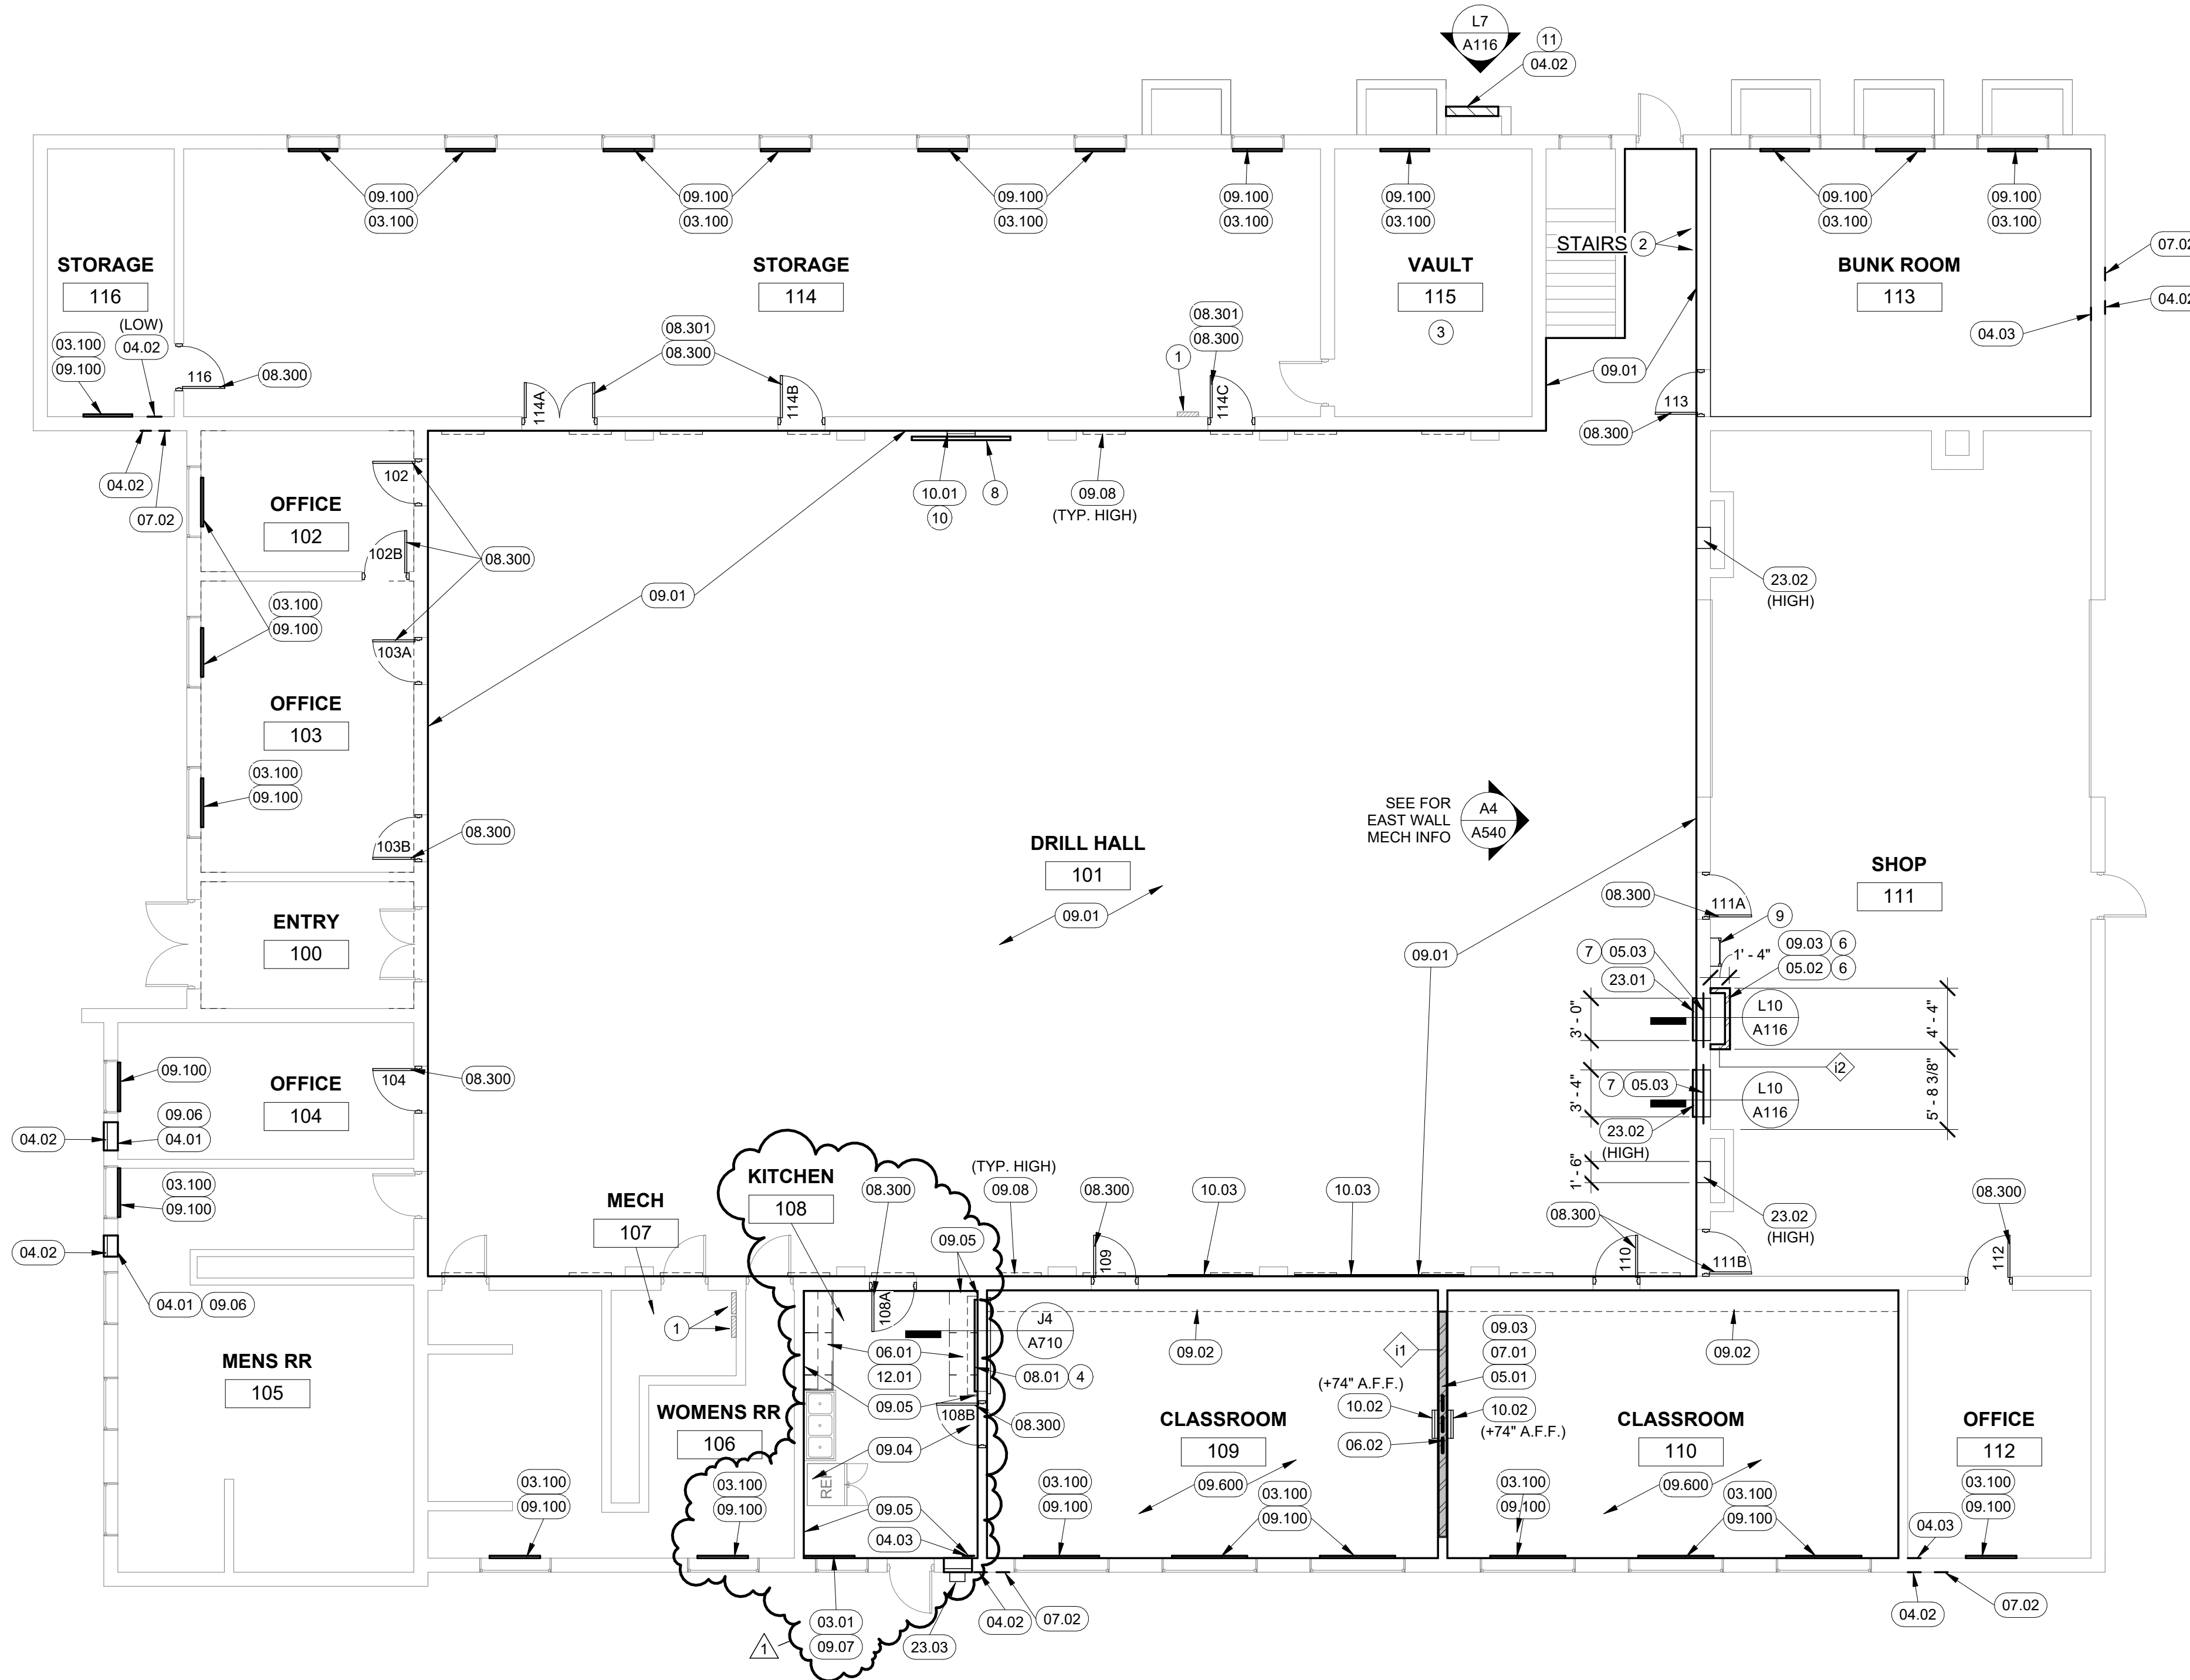 L7
A116
11
04.02
09.100
03.100
09.100
03.100
09.100
03.100
09.100
03.100
09.100
03.100
09.100
03.100
09.100
03.100
STAIRS
2
07.02
04.02
04.03
STORAGE
116
(LOW)
04.02
STORAGE
114
VAULT
115
3
BUNK ROOM
113
03.100
09.100
116
08.300
08.301
08.300
114A
114B
1
08.301
08.300
114C
09.01
113
08.300
04.02
07.02
102
OFFICE
102
102B
08.300
10.01
10
8
09.08
(TYP. HIGH)
23.02
(HIGH)
09.01
03.100
09.100
103A
OFFICE
103
03.100
09.100
103B
08.300
SEE FOR
EAST WALL
MECH INFO
A4
A540
DRILL HALL
101
09.01
SHOP
111
ENTRY
100
08.300
111A
9
09.03
6
05.02
6
1' - 4"
09.01
7
05.03
23.01
3' - 0"
L10
A116
4' - 4"
i2
09.100
OFFICE
104
104
08.300
09.06
04.01
04.02
7
05.03
3' - 4"
L10
A116
23.02
(HIGH)
5' - 8 3/8"
03.100
09.100
04.02
04.01
09.06
MECH
107
KITCHEN
108
08.300
(TYP. HIGH)
09.08
09.05
08.300
109
10.03
10.03
1' - 6"
23.02
(HIGH)
08.300
110
111B
08.300
112
1
108A
J4
A710
06.01
12.01
08.01
4
09.05
108B
08.300
09.04
REF
09.05
04.03
MENS RR
105
WOMENS RR
106
03.100
09.100
03.100
09.100
09.02
i1
09.03
07.01
05.01
09.02
(+74" A.F.F.)
10.02
10.02
(+74" A.F.F.)
06.02
CLASSROOM
109
CLASSROOM
110
OFFICE
112
09.600
09.600
03.100
09.100
03.100
09.100
03.100
09.100
03.100
09.100
03.100
09.100
04.03
03.01
09.07
1
23.03
04.02
07.02
04.02
07.02